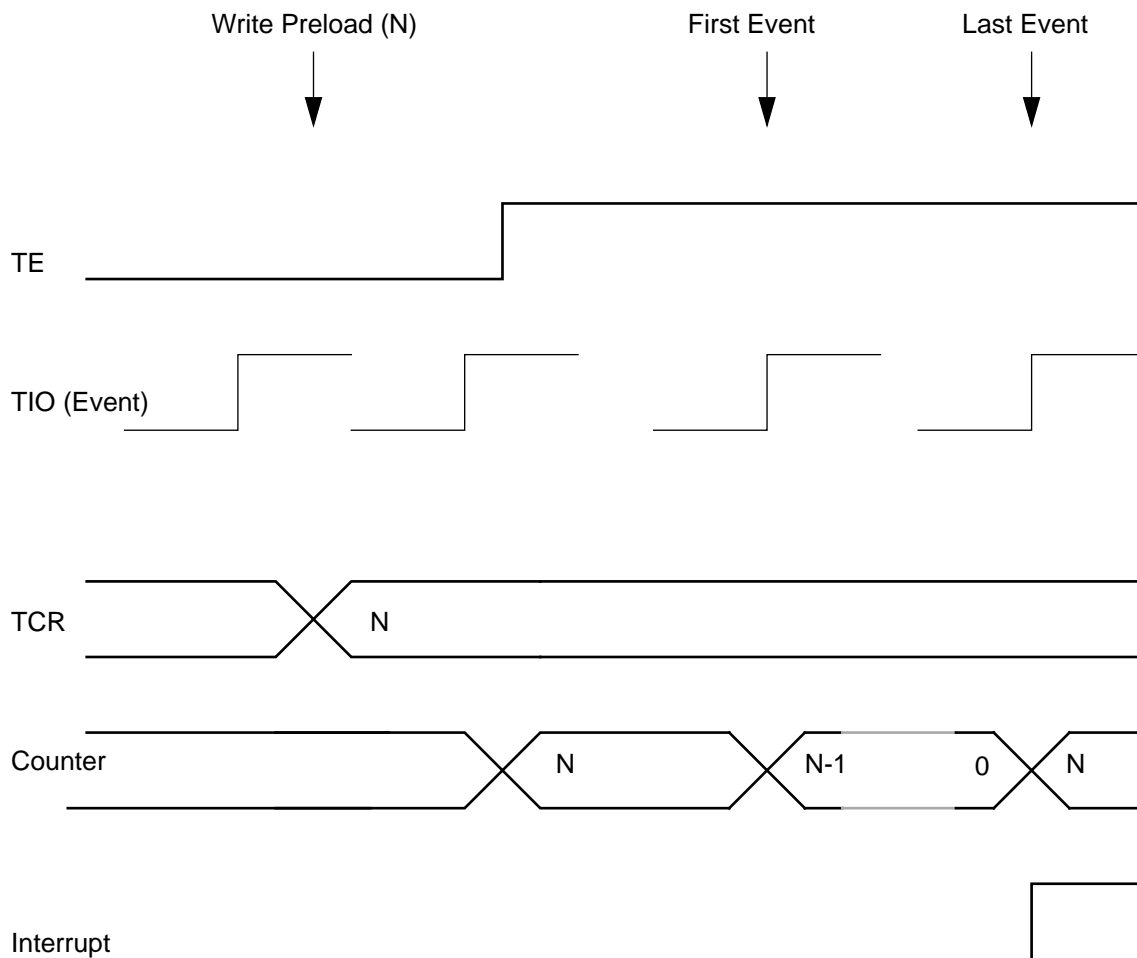 Write Preload (N) First Event Last Event
TE
TIO (Event)
TCR N
Counter N N-1 0 N
Interrupt